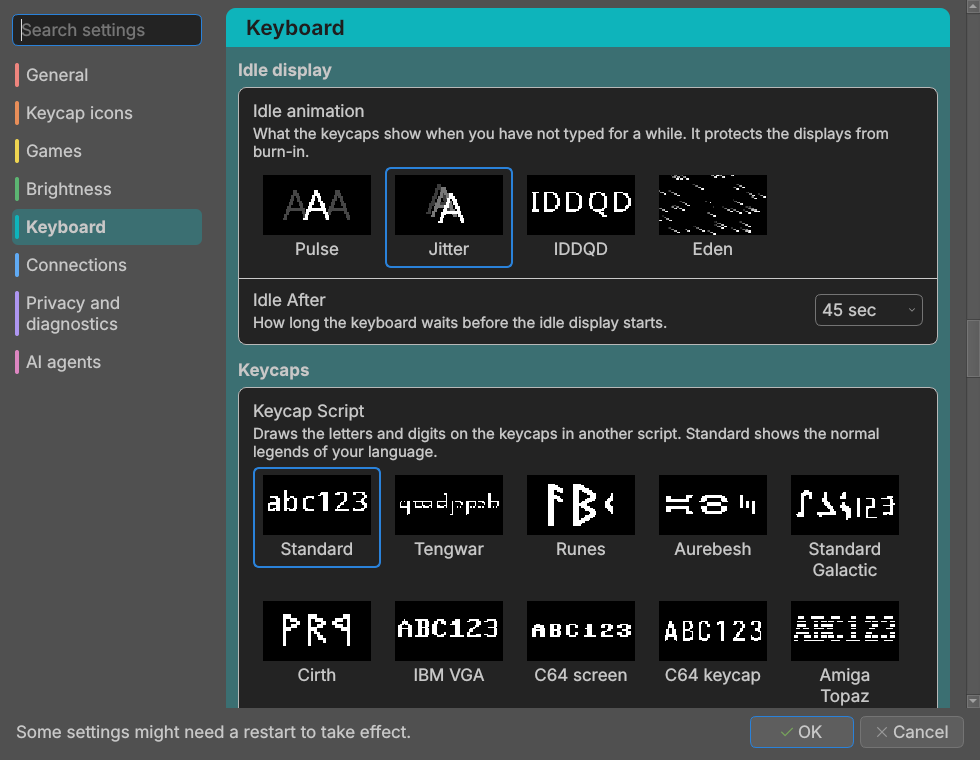 Search settings
General
Keycap icons
Games
Brightness
Keyboard
Connections
Privacy and
diagnostics
AI agents
Keyboard
Idle display
Idle animation
What the keycaps show when you have not typed for a while. It protects the displays from
burn-in.
AAA
AA
IDDQD
Pulse
Jitter
IDDQD
Eden
Idle After
How long the keyboard waits before the idle display starts.
45 sec
Keycaps
Keycap Script
Draws the letters and digits on the keycaps in another script. Standard shows the normal
legends of your language.
abc123
Standard
Tengwar
Runes
Aurebesh
Standard
Galactic
ABC123
ABC123
ABC123
ABC123
Cirth
IBM VGA
C64 screen
C64 keycap
Amiga
Topaz
Some settings might need a restart to take effect.
OK
Cancel